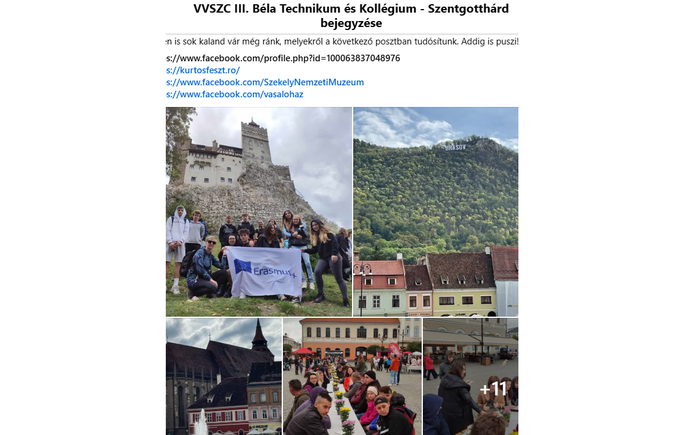 VVSZC III. Béla Technikum és Kollégium - Szentgotthárd
bejegyzése
en is sok kaland vár még ránk, melyekről a következő posztban tudósítunk. Addig is puszi!
s://www.facebook.com/profile.php?id=100063837048976
s://kurtosfeszt.ro/
s://www.facebook.com/SzekelyNemzetiMuzeum
s://www.facebook.com/vasalohaz
BRASOV
Erasmus+
+11